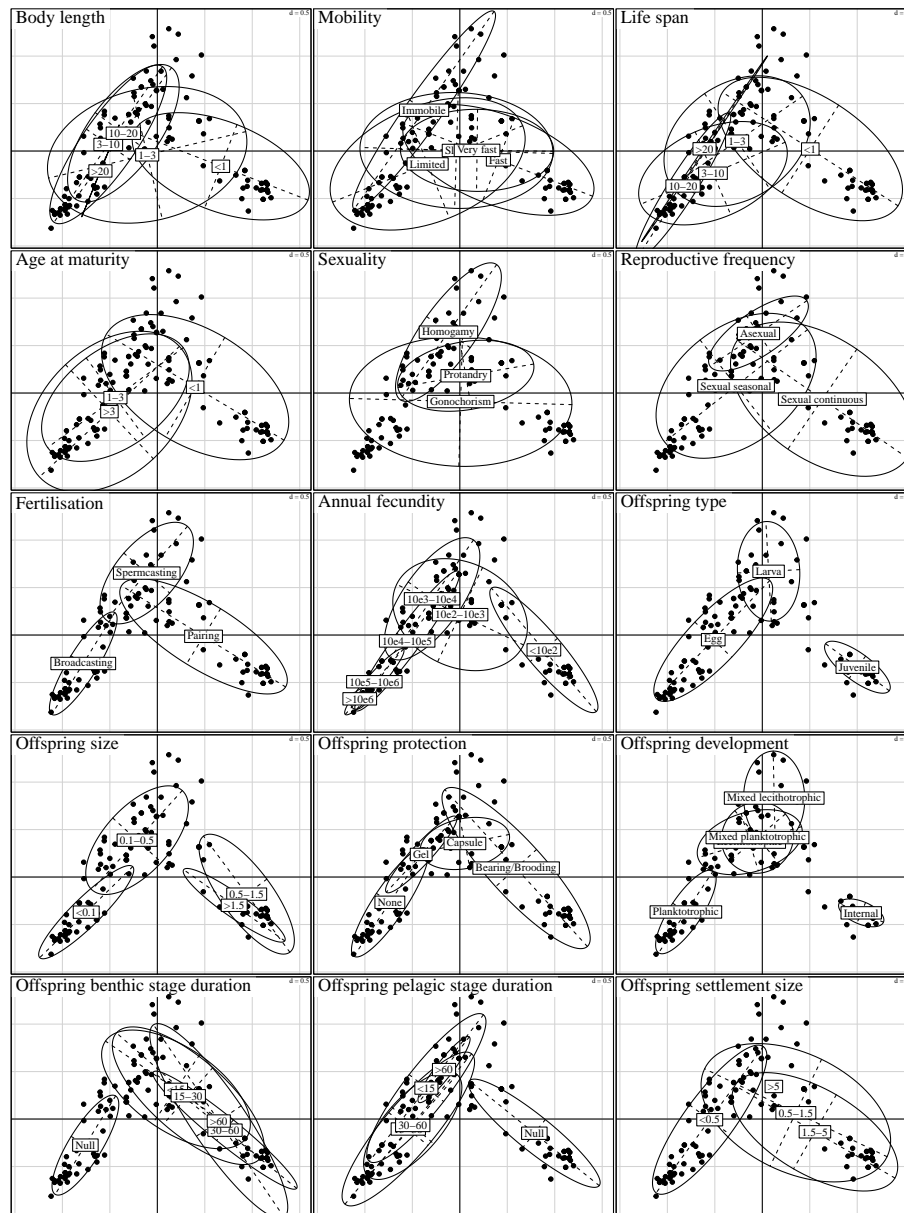 Body length
d = 0.5
10–20
3–10
1–3
>20
<1
Mobility
d = 0.5
Immobile
Very fast
Limited
Fast
Life span
d = 0.5
1–3
>20
<1
3–10
10–20
Age at maturity
d = 0.5
<1
1–3
>3
Sexuality
d = 0.5
Homogamy
Protandry
Gonochorism
Reproductive frequency
d = 0.5
Asexual
Sexual seasonal
Sexual continuous
Fertilisation
d = 0.5
Spermcasting
Pairing
Broadcasting
Annual fecundity
d = 0.5
10e3–10e4
10e2–10e3
10e4–10e5
<10e2
10e5–10e6
>10e6
Offspring type
d = 0.5
Larva
Egg
Juvenile
Offspring size
d = 0.5
0.1–0.5
0.5–1.5
>1.5
<0.1
Offspring protection
d = 0.5
Capsule
Gel
Bearing/Brooding
None
Offspring development
d = 0.5
Mixed lecithotrophic
Mixed planktotrophic
Planktotrophic
Internal
Offspring benthic stage duration
d = 0.5
15–30
>60
30–60
Null
Offspring pelagic stage duration
d = 0.5
>60
<15
30–60
Null
Offspring settlement size
d = 0.5
>5
0.5–1.5
<0.5
1.5–5